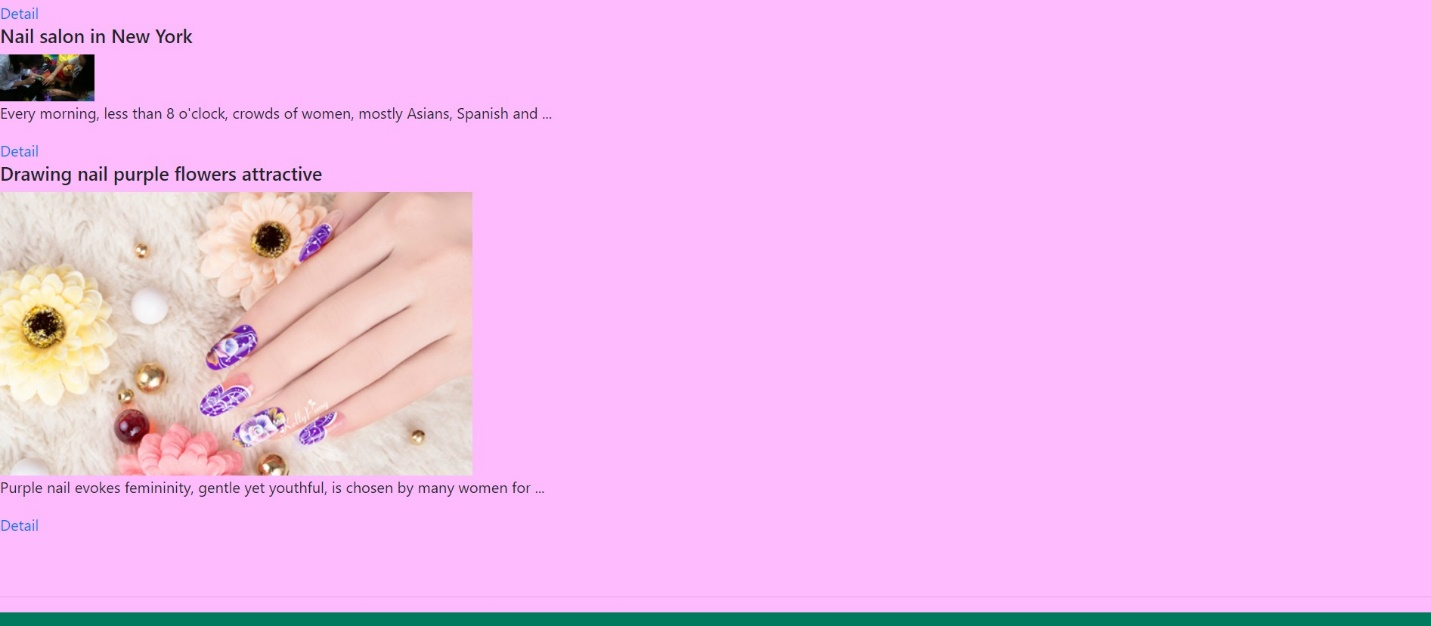 Detail
Nail salon in New York
Every morning, less than 8 o'clock, crowds of women, mostly Asians, Spanish and ...
Detail
Drawing nail purple flowers attractive
Purple nail evokes femininity, gentle yet youthful, is chosen by many women for ...
Detail